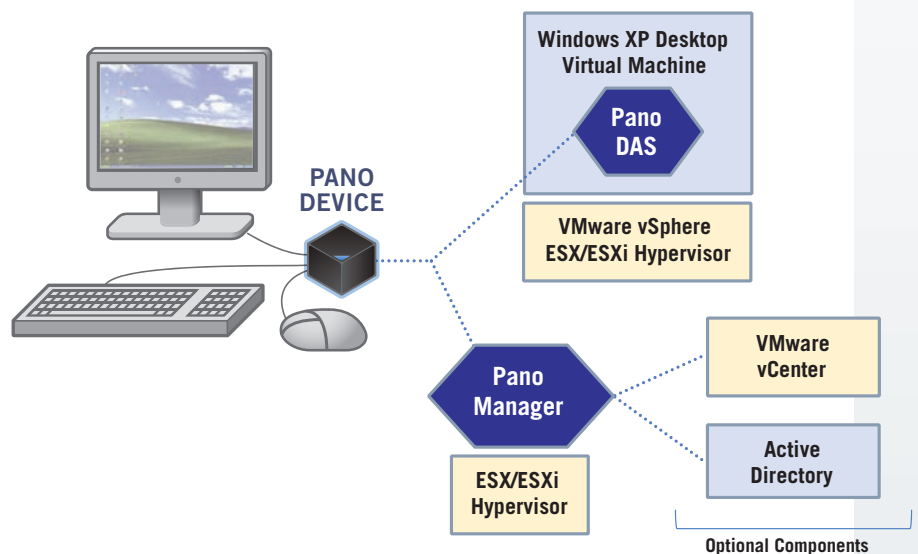 Windows XP Desktop
Virtual Machine
Pano
DAS
PANO
DEVICE
VMware vSphere
ESX/ESXi Hypervisor
Pano
Manager
VMware
vCenter
ESX/ESXi
Hypervisor
Active
Directory
Optional Components